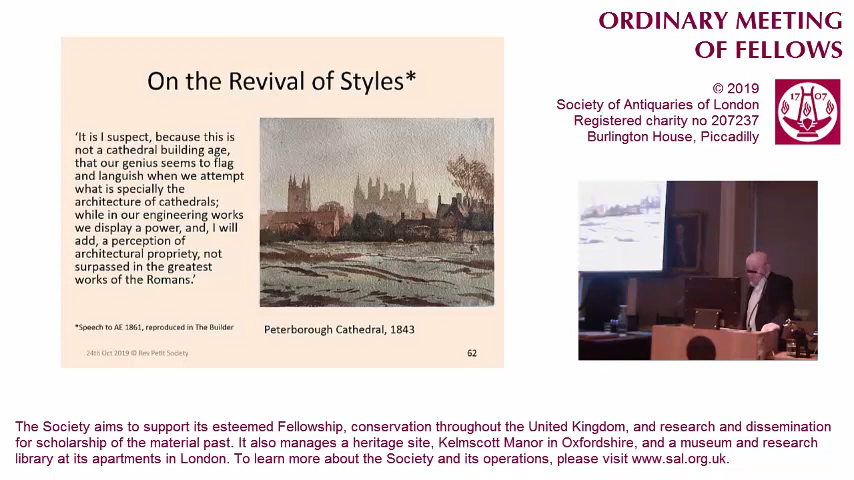 ORDINARY MEETING
OF FELLOWS
© 2019
Society of Antiquaries of London
Registered charity no 207237
Burlington House, Piccadilly
1707
On the Revival of Styles*
‘It is I suspect, because this is
not a cathedral building age,
that our genius seems to flag
and languish when we attempt
what is specially the
architecture of cathedrals;
while in our engineering works
we display a power, and, I will
add, a perception of
architectural propriety, not
surpassed in the greatest
works of the Romans.’
*Speech to AE 1861, reproduced in The Builder
Peterborough Cathedral, 1843
24th Oct 2019 © Rev Petit Society
62
The Society aims to support its esteemed Fellowship, conservation throughout the United Kingdom, and research and dissemination
for scholarship of the material past. It also manages a heritage site, Kelmscott Manor in Oxfordshire, and a museum and research
library at its apartments in London. To learn more about the Society and its operations, please visit www.sal.org.uk.